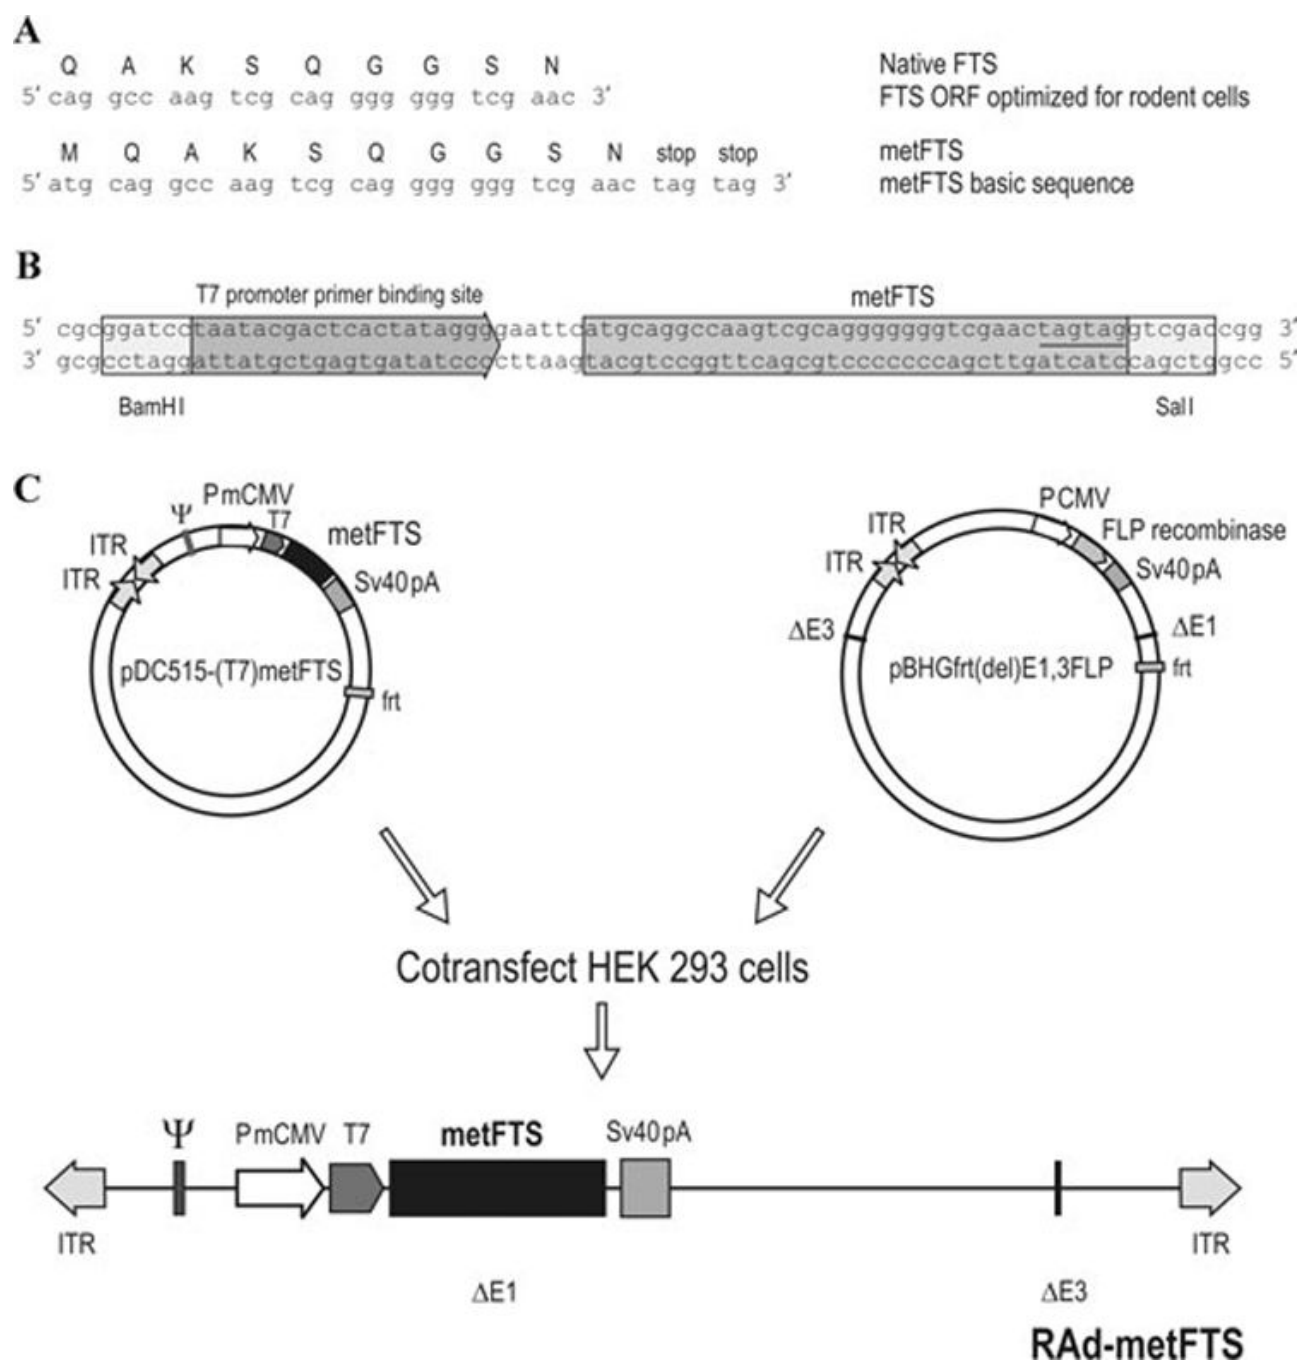 A
Q A K S Q G G S N Native FTS
5' cag gcc aag tcg cag ggg ggg tcg aac 3' FTS ORF optimized for rodent cells
M Q A K S Q G G S N stop stop metFTS
5' atg cag gcc aag tcg cag ggg ggg tcg aac tag tag 3' metFTS basic sequence
B
T7 promoter primer binding site metFTS
5' cgcggatcctaatacgactcactataggggaattcatgcaggccaagtcgcagggggggtcgaactagtaggtcgaccgg 3'
3' gcgcctaggattatgctgagtgatatccccttaagtacgtccggttcagcgtccccccccagcttgatcatccagctggcc 5'
BamHI SalI
C
PmCMV
Ψ
T7
metFTS
ITR
ITR
Sv40pA
pDC515-(T7)metFTS
frt
PCMV
FLP recombinase
ITR
ITR
Sv40pA
ΔE3
ΔE1
pBHGfrt(del)E1,3FLP
frt
Cotransfect HEK 293 cells
Ψ PmCMV T7 metFTS Sv40pA
ITR ITR
ΔE1 ΔE3
RAd-metFTS